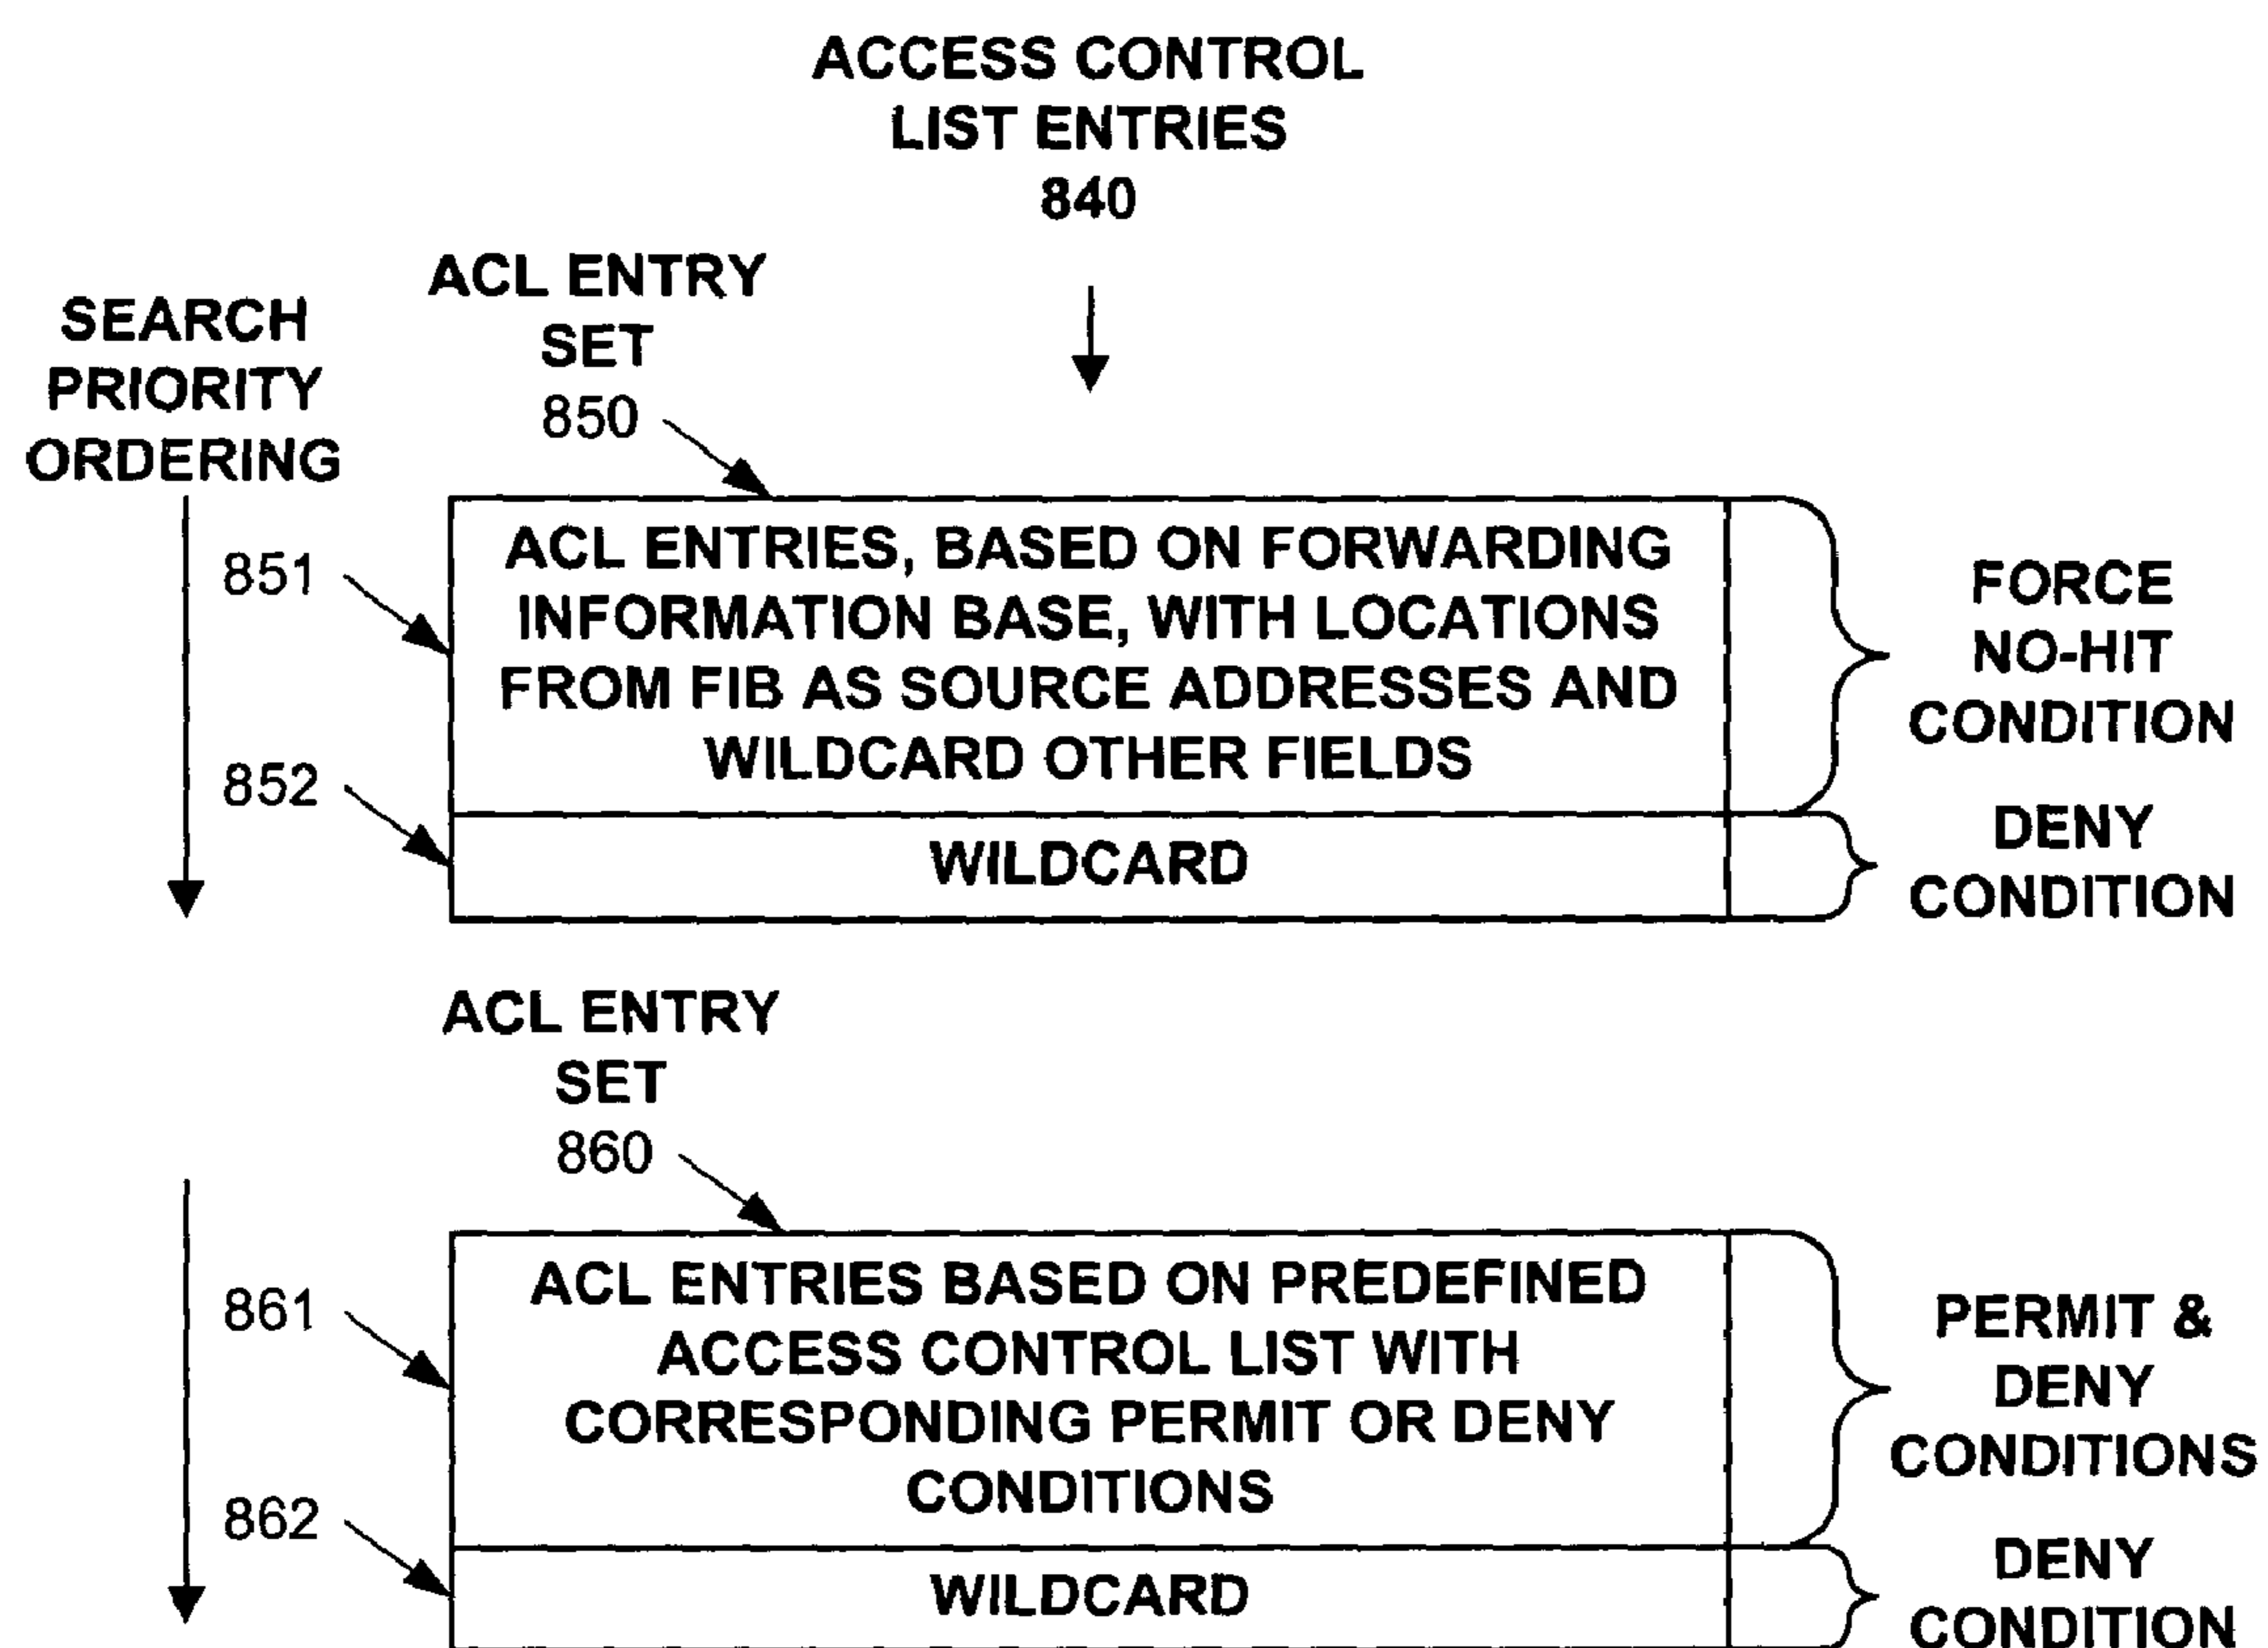 ACCESS CONTROL
LIST ENTRIES
840
ACL ENTRY
SET
850
SEARCH
PRIORITY
ORDERING
851
ACL ENTRIES, BASED ON FORWARDING
INFORMATION BASE, WITH LOCATIONS
FROM FIB AS SOURCE ADDRESSES AND
WILDCARD OTHER FIELDS
FORCE
NO-HIT
CONDITION
852
WILDCARD
DENY
CONDITION
ACL ENTRY
SET
860
861
ACL ENTRIES BASED ON PREDEFINED
ACCESS CONTROL LIST WITH
CORRESPONDING PERMIT OR DENY
CONDITIONS
PERMIT &
DENY
CONDITIONS
862
WILDCARD
DENY
CONDITION